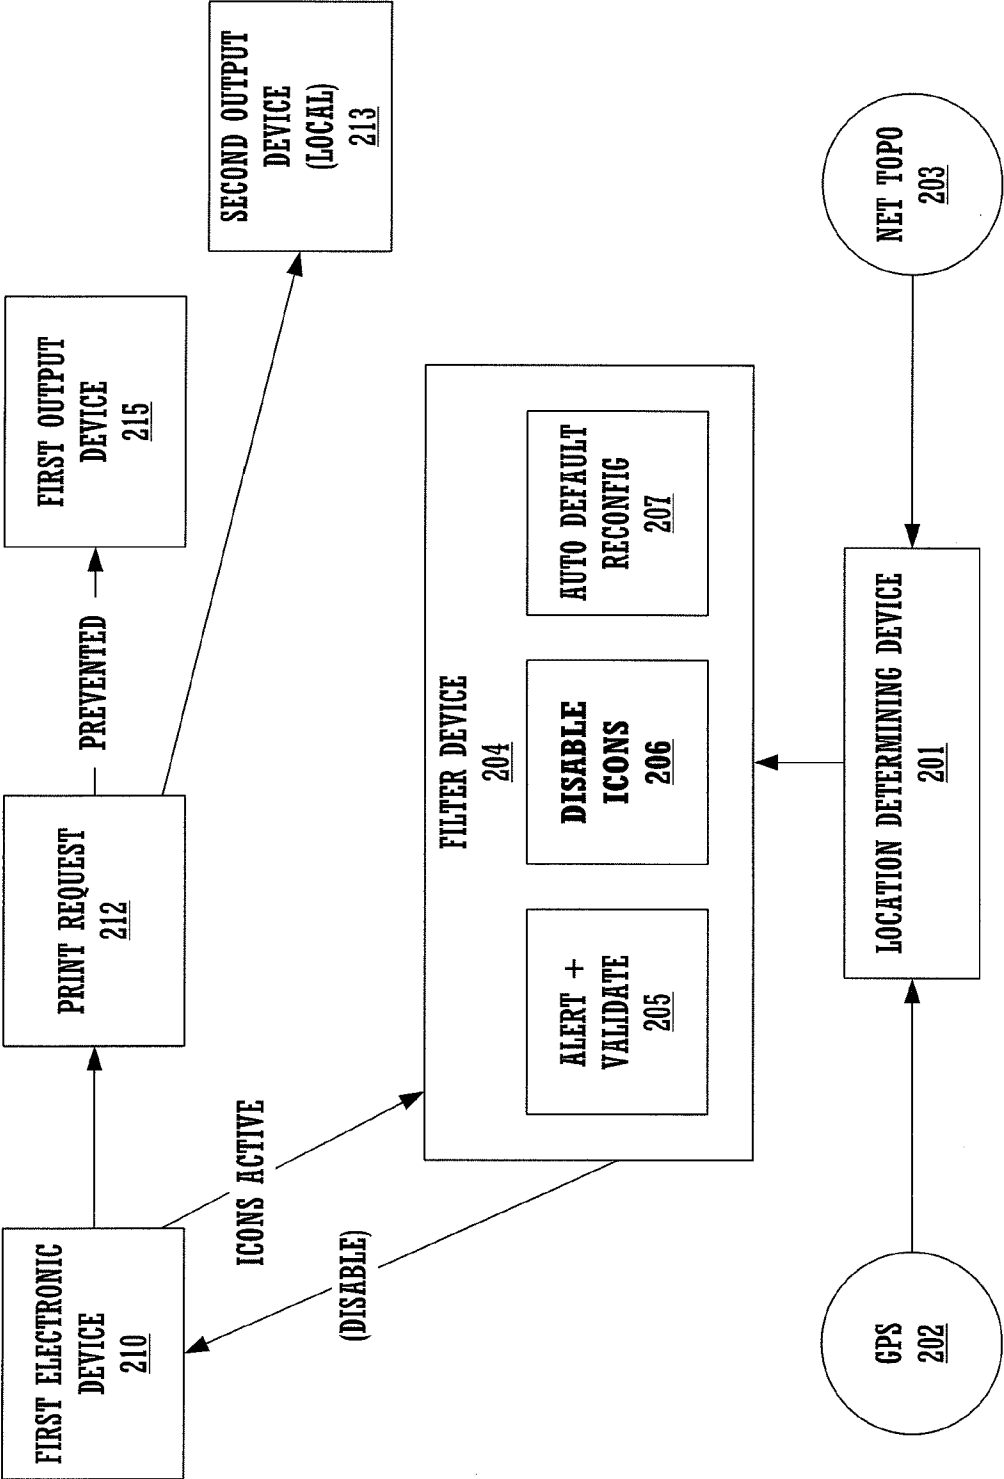 FIRST ELECTRONIC
DEVICE
210
PRINT REQUEST
212
PREVENTED
FIRST OUTPUT
DEVICE
215
SECOND OUTPUT
DEVICE
(LOCAL)
213
ICONS ACTIVE
(DISABLE)
FILTER DEVICE
204
ALERT +
VALIDATE
205
DISABLE
ICONS
206
AUTO DEFAULT
RECONFIG
207
GPS
202
LOCATION DETERMINING DEVICE
201
NET TOPO
203